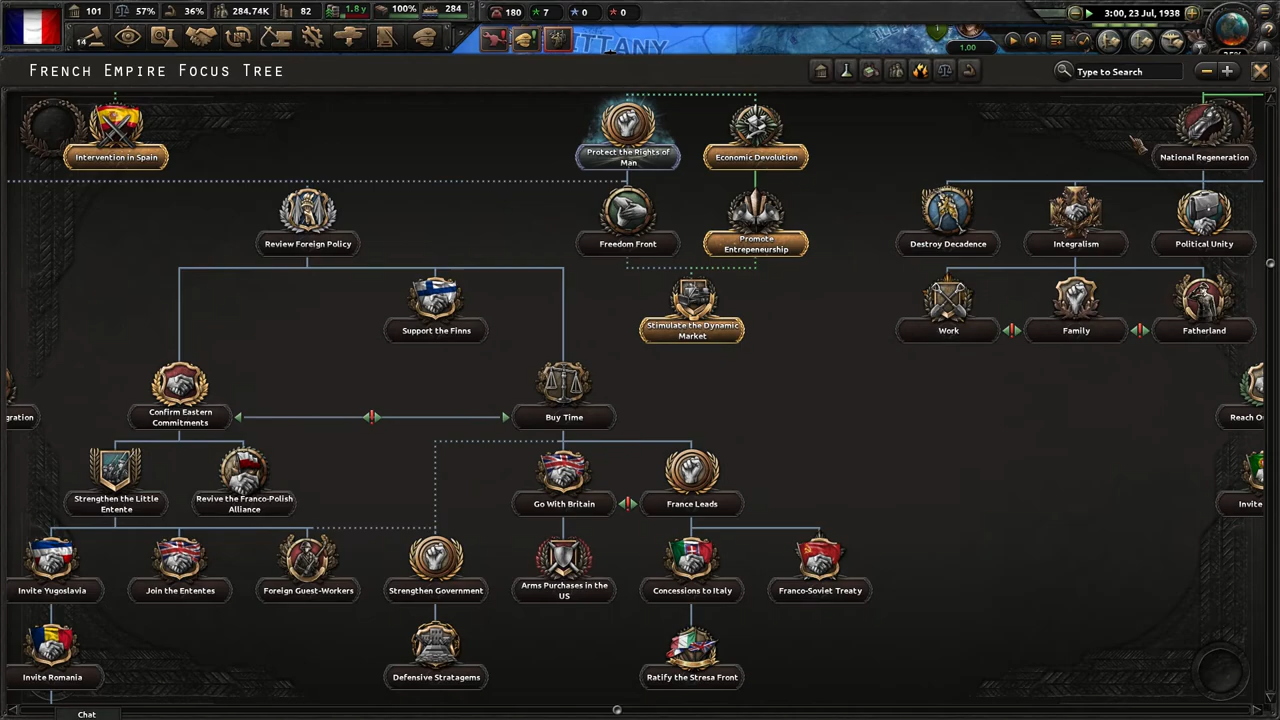 101
57%
36%
284.74K
82
1.8 y
100%
284
180
7
0
0
3:00, 23 Jul, 1938
14
1.00
French Empire Focus Tree
Type to Search
Intervention in Spain
Protect the Rights of
Man
Economic Devolution
National Regeneration
Review Foreign Policy
Freedom Front
Promote
Entrepeneurship
Destroy Decadence
Integralism
Political Unity
Support the Finns
Stimulate the Dynamic
Market
Work
Family
Fatherland
gration
Confirm Eastern
Commitments
Buy Time
Reach O
Strengthen the Little
Entente
Revive the Franco-Polish
Alliance
Go With Britain
France Leads
Invite
Invite Yugoslavia
Join the Ententes
Foreign Guest-Workers
Strengthen Government
Arms Purchases in the
US
Concessions to Italy
Franco-Soviet Treaty
Invite Romania
Defensive Stratagems
Ratify the Stresa Front
Chat